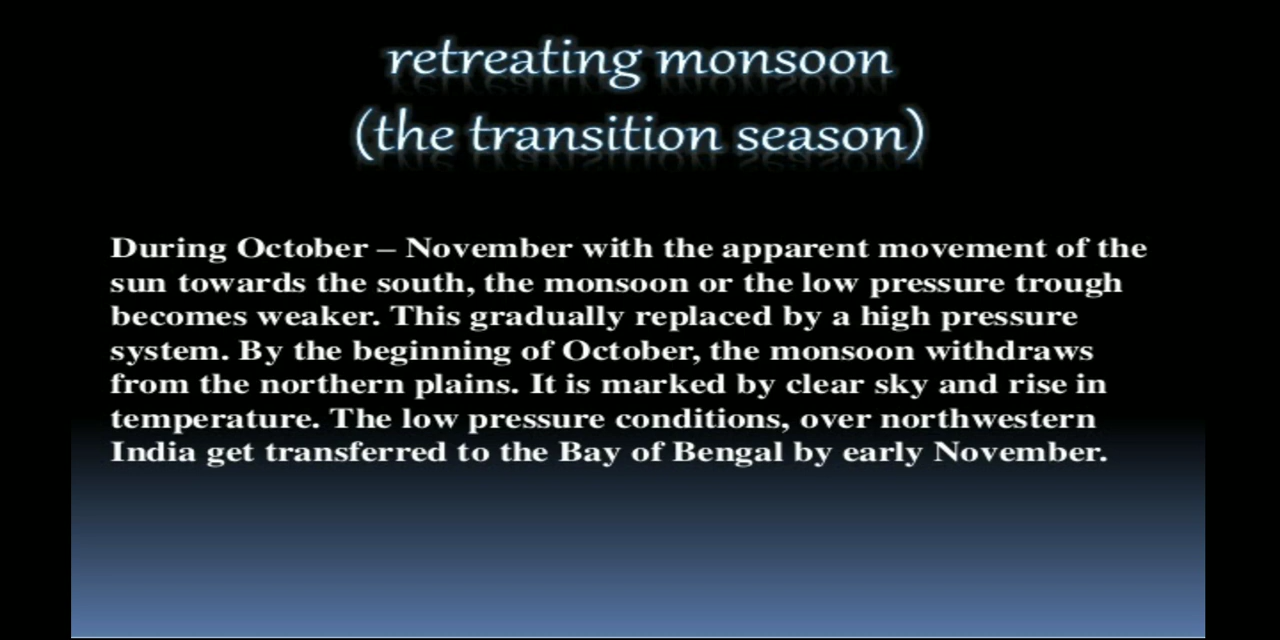 retreating monsoon
(the transition season)
During October – November with the apparent movement of the
sun towards the south, the monsoon or the low pressure trough
becomes weaker. This gradually replaced by a high pressure
system. By the beginning of October, the monsoon withdraws
from the northern plains. It is marked by clear sky and rise in
temperature. The low pressure conditions, over northwestern
India get transferred to the Bay of Bengal by early November.